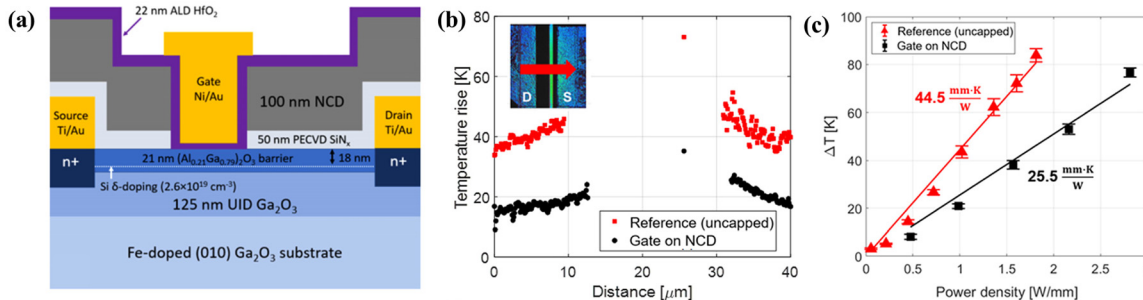 (a)
22 nm ALD HfO₂
Gate
Ni/Au
100 nm NCD
Source
Ti/Au
Drain
Ti/Au
50 nm PECVD SiNₓ
n+
21 nm (Al₀.₂₁Ga₀.₇₉)₂O₃ barrier
18 nm
n+
Si δ-doping (2.6×10¹⁹ cm⁻³)
125 nm UID Ga₂O₃
Fe-doped (010) Ga₂O₃ substrate
(b)
Temperature rise [K]
80
60
40
20
0
D
S
Reference (uncapped)
Gate on NCD
0
10
20
30
40
Distance [μm]
(c)
ΔT [K]
100
80
60
40
20
0
Reference (uncapped)
Gate on NCD
44.5 mm·K/W
25.5 mm·K/W
0
0.5
1
1.5
2
2.5
Power density [W/mm]